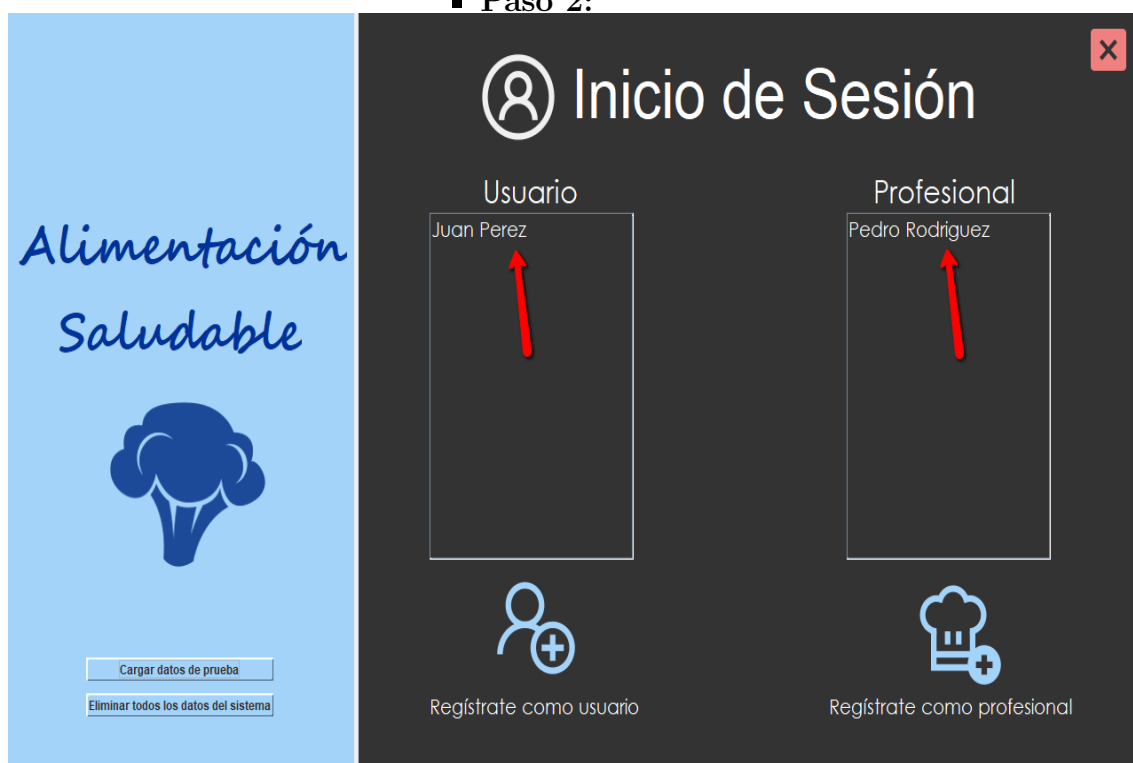 ▪ Paso 2:
Inicio de Sesión
Alimentación
Saludable
Usuario
Juan Perez
Profesional
Pedro Rodriguez
Cargar datos de prueba
Eliminar todos los datos del sistema
Regístrate como usuario
Regístrate como profesional